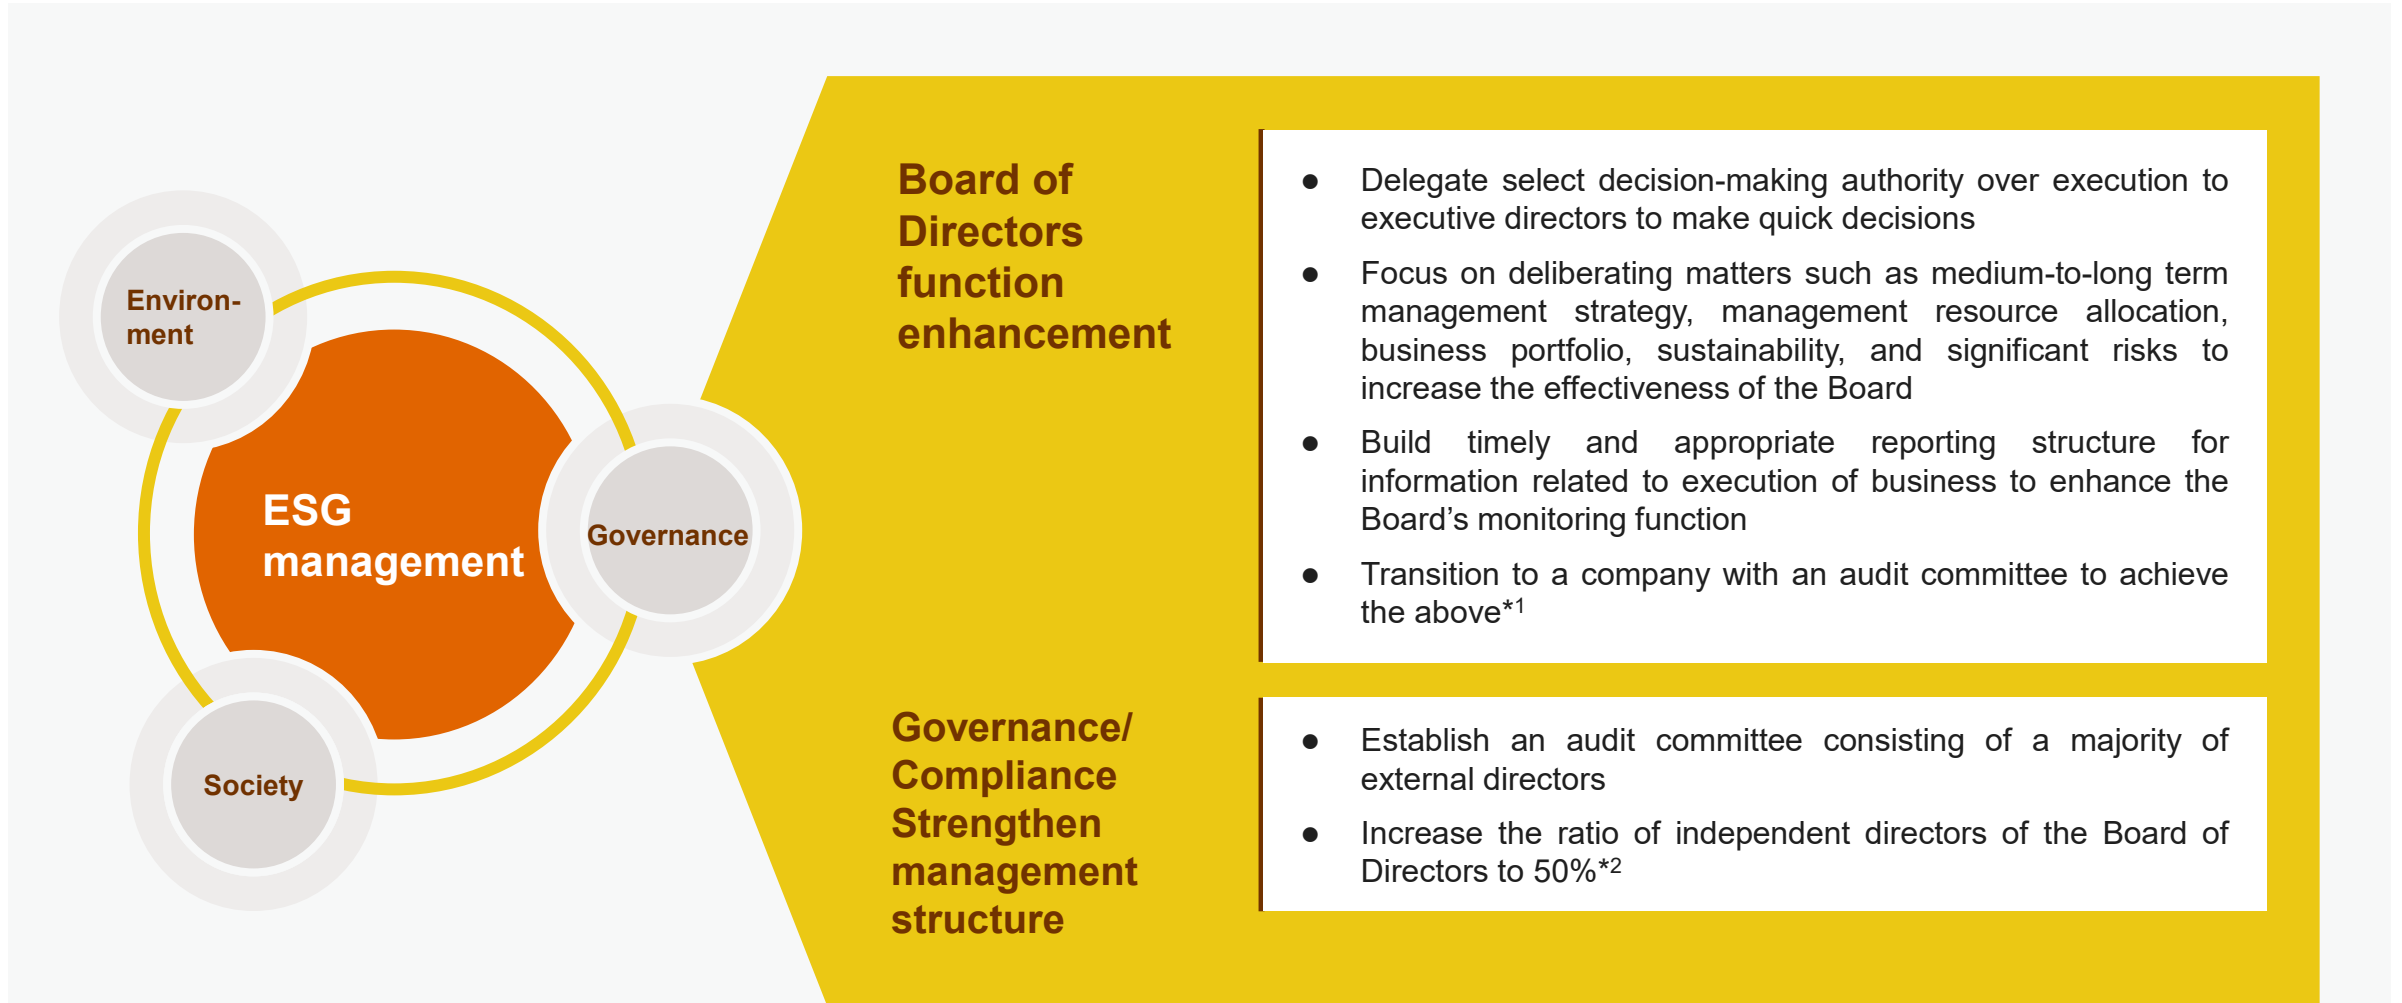 Environ-
ment
ESG
management
Governance
Society
Board of
Directors
function
enhancement
● Delegate select decision-making authority over execution to
executive directors to make quick decisions
● Focus on deliberating matters such as medium-to-long term
management strategy, management resource allocation,
business portfolio, sustainability, and significant risks to
increase the effectiveness of the Board
● Build timely and appropriate reporting structure for
information related to execution of business to enhance the
Board’s monitoring function
● Transition to a company with an audit committee to achieve
the above*1
Governance/
Compliance
Strengthen
management
structure
● Establish an audit committee consisting of a majority of
external directors
● Increase the ratio of independent directors of the Board of
Directors to 50%*2